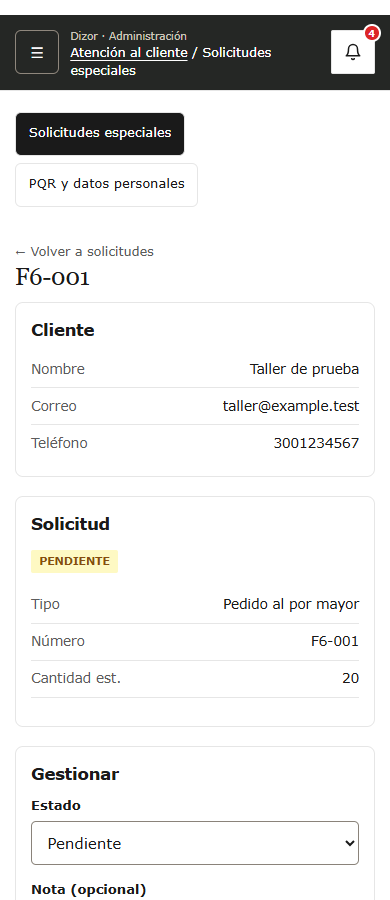 ☰
Dizor · Administración
Atención al cliente / Solicitudes
especiales
4
Solicitudes especiales
PQR y datos personales
← Volver a solicitudes
F6-001
Cliente
Nombre Taller de prueba
Correo taller@example.test
Teléfono 3001234567
Solicitud
PENDIENTE
Tipo Pedido al por mayor
Número F6-001
Cantidad est. 20
Gestionar
Estado
Pendiente
Nota (opcional)